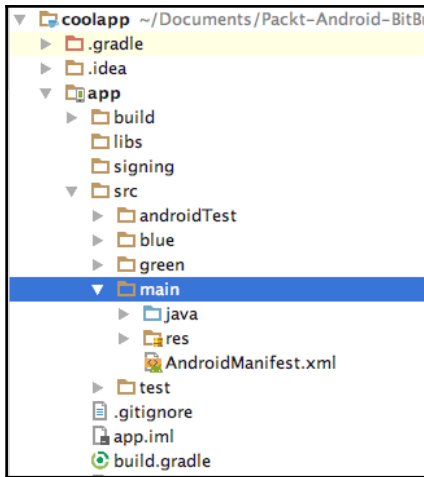 coolapp ~/Documents/Packt-Android-BitBr
.gradle
.idea
app
build
libs
signing
src
androidTest
blue
green
main
java
res
AndroidManifest.xml
test
.gitignore
app.iml
build.gradle